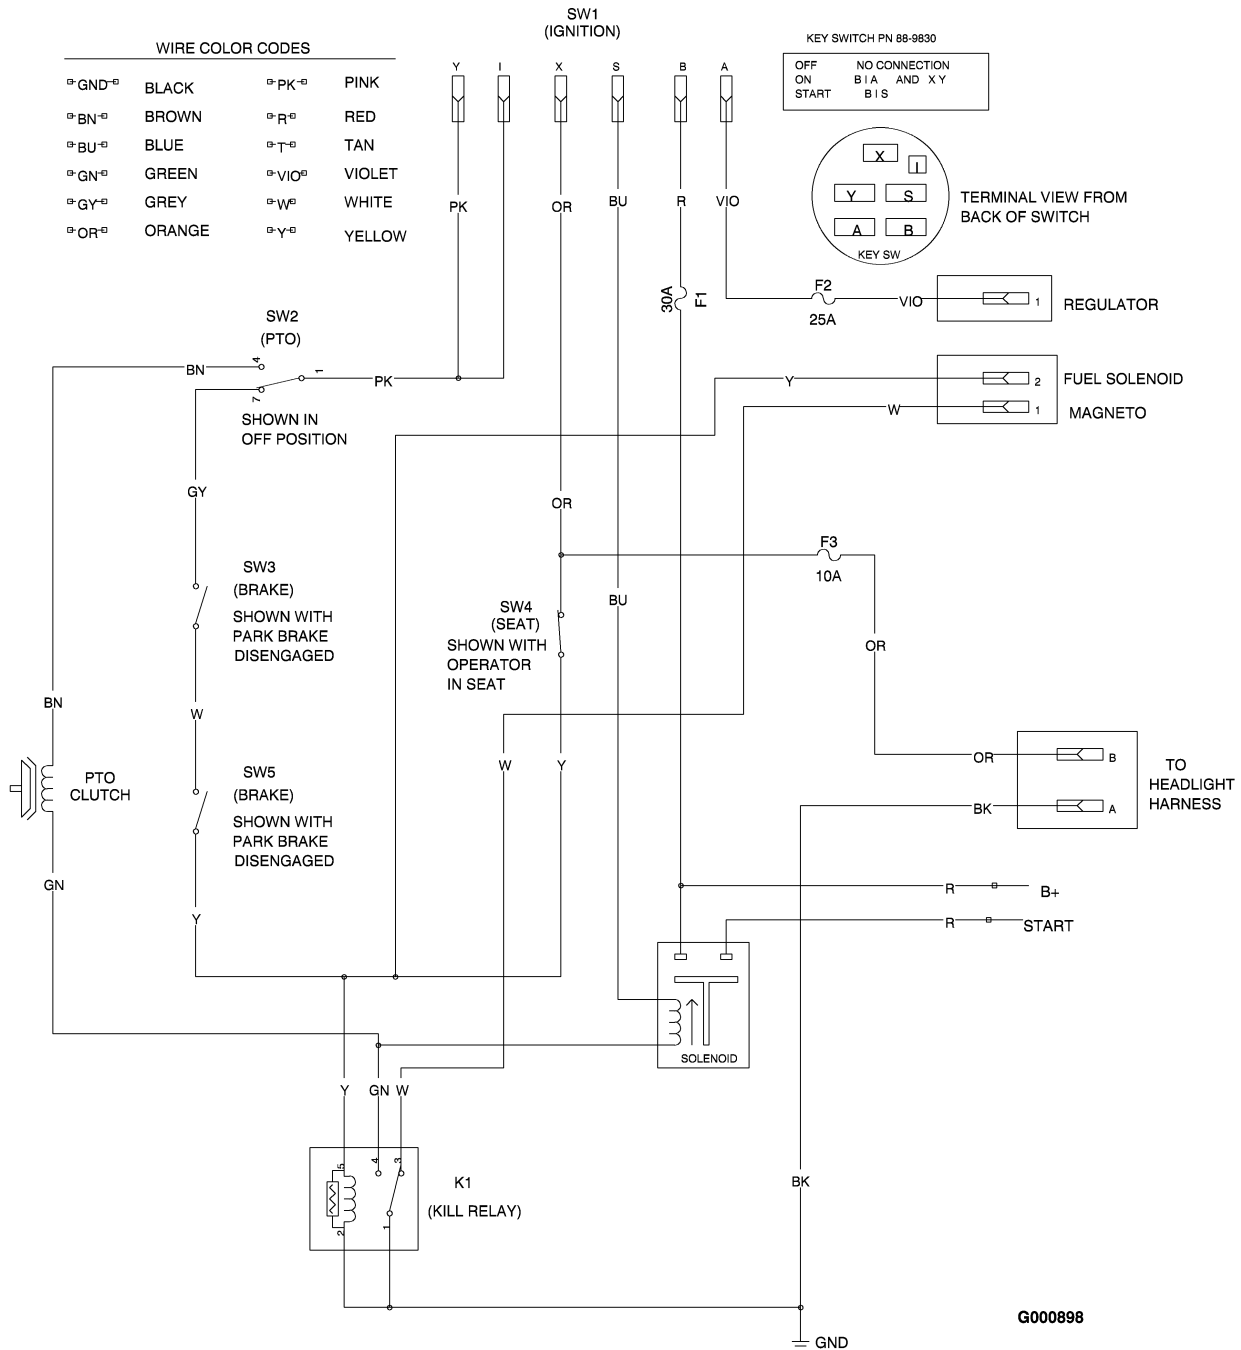 SW1
(IGNITION)
WIRE COLOR CODES
GND BLACK
BN BROWN
BU BLUE
GN GREEN
GY GREY
OR ORANGE
PK PINK
R RED
T TAN
VIO VIOLET
W WHITE
Y YELLOW
Y I X S B A
KEY SWITCH PN 88-9830
OFF NO CONNECTION
ON B I A AND X Y
START B I S
X
I
Y S
A B
KEY SW
TERMINAL VIEW FROM
BACK OF SWITCH
PK
OR
BU
R
VIO
30A
F1
F2
25A
VIO
1
REGULATOR
SW2
(PTO)
4
1
7
BN
PK
SHOWN IN
OFF POSITION
Y
2
FUEL SOLENOID
W
1
MAGNETO
GY
OR
F3
10A
SW3
(BRAKE)
SHOWN WITH
PARK BRAKE
DISENGAGED
SW4
(SEAT)
SHOWN WITH
OPERATOR
IN SEAT
BU
OR
BN
W
W
Y
PTO
CLUTCH
SW5
(BRAKE)
SHOWN WITH
PARK BRAKE
DISENGAGED
OR
B
BK
A
TO
HEADLIGHT
HARNESS
GN
Y
R
B+
R
START
SOLENOID
Y
GN
W
5
4
3
2
1
K1
(KILL RELAY)
BK
GND
G000898